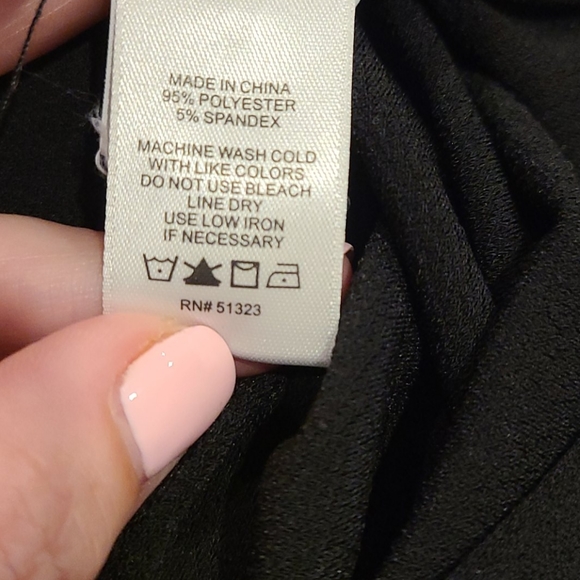 MADE IN CHINA
95% POLYESTER
5% SPANDEX
MACHINE WASH COLD
WITH LIKE COLORS
DO NOT USE BLEACH
LINE DRY
USE LOW IRON
IF NECESSARY
RN# 51323